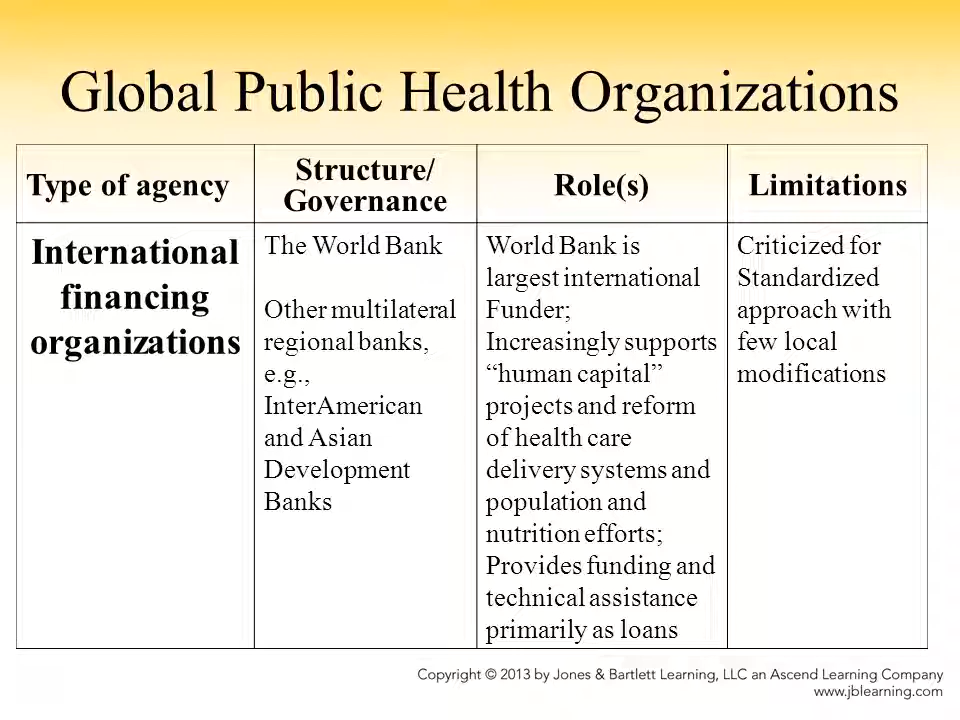 Global Public Health Organizations
Type of agency
Structure/
Governance
Role(s)
Limitations
International
financing
organizations
The World Bank
Other multilateral
regional banks,
e.g.,
InterAmerican
and Asian
Development
Banks
World Bank is
largest international
Funder;
Increasingly supports
“human capital”
projects and reform
of health care
delivery systems and
population and
nutrition efforts;
Provides funding and
technical assistance
primarily as loans
Criticized for
Standardized
approach with
few local
modifications
Copyright © 2013 by Jones & Bartlett Learning, LLC an Ascend Learning Company
www.jblearning.com